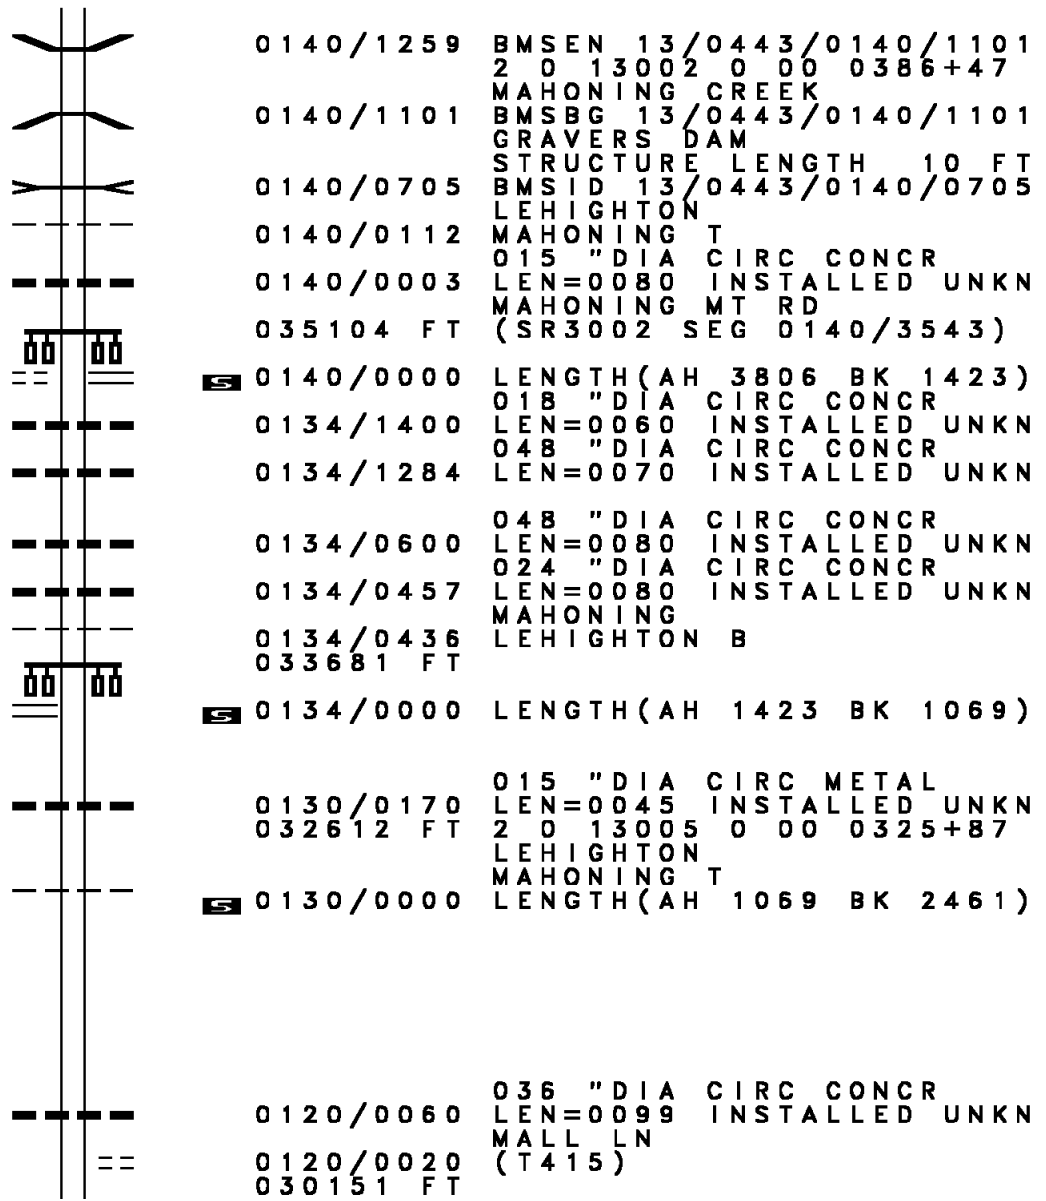 0140/1259 BMSEN 13/0443/0140/1101
2 0 13002 0 00 0386+47
MAHONING CREEK
0140/1101 BMSBG 13/0443/0140/1101
GRAVERS DAM
STRUCTURE LENGTH 10 FT
0140/0705 BMSID 13/0443/0140/0705
LEHIGHTON
0140/0112 MAHONING T
015 "DIA CIRC CONCR
0140/0003 LEN=0080 INSTALLED UNKN
MAHONING MT RD
035104 FT (SR3002 SEG 0140/3543)
S 0140/0000 LENGTH(AH 3806 BK 1423)
018 "DIA CIRC CONCR
0134/1400 LEN=0060 INSTALLED UNKN
048 "DIA CIRC CONCR
0134/1284 LEN=0070 INSTALLED UNKN
048 "DIA CIRC CONCR
0134/0600 LEN=0080 INSTALLED UNKN
024 "DIA CIRC CONCR
0134/0457 LEN=0080 INSTALLED UNKN
MAHONING
0134/0436 LEHIGHTON B
033681 FT
S 0134/0000 LENGTH(AH 1423 BK 1069)
015 "DIA CIRC METAL
0130/0170 LEN=0045 INSTALLED UNKN
032612 FT 2 0 13005 0 00 0325+87
LEHIGHTON
MAHONING T
S 0130/0000 LENGTH(AH 1069 BK 2461)
036 "DIA CIRC CONCR
0120/0060 LEN=0099 INSTALLED UNKN
MALL LN
0120/0020 (T415)
030151 FT